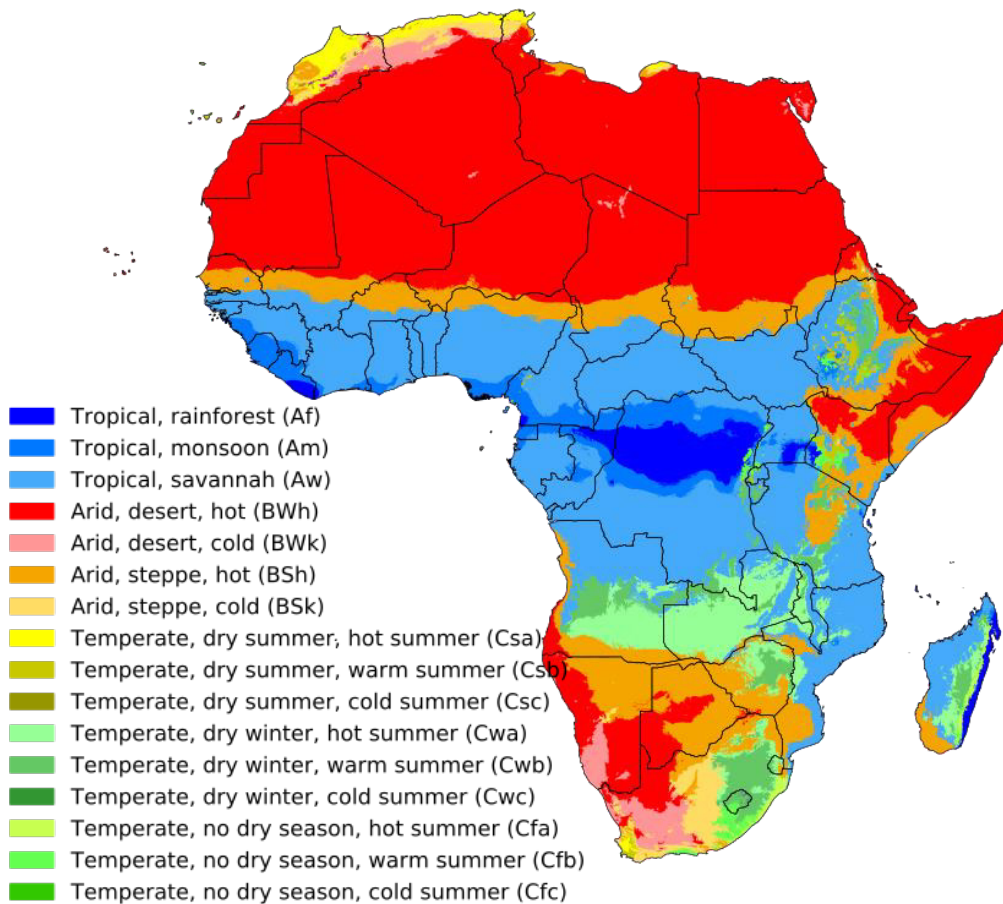 Tropical, rainforest (Af)
Tropical, monsoon (Am)
Tropical, savannah (Aw)
Arid, desert, hot (BWh)
Arid, desert, cold (BWk)
Arid, steppe, hot (BSh)
Arid, steppe, cold (BSk)
Temperate, dry summer, hot summer (Csa)
Temperate, dry summer, warm summer (Csb)
Temperate, dry summer, cold summer (Csc)
Temperate, dry winter, hot summer (Cwa)
Temperate, dry winter, warm summer (Cwb)
Temperate, dry winter, cold summer (Cwc)
Temperate, no dry season, hot summer (Cfa)
Temperate, no dry season, warm summer (Cfb)
Temperate, no dry season, cold summer (Cfc)